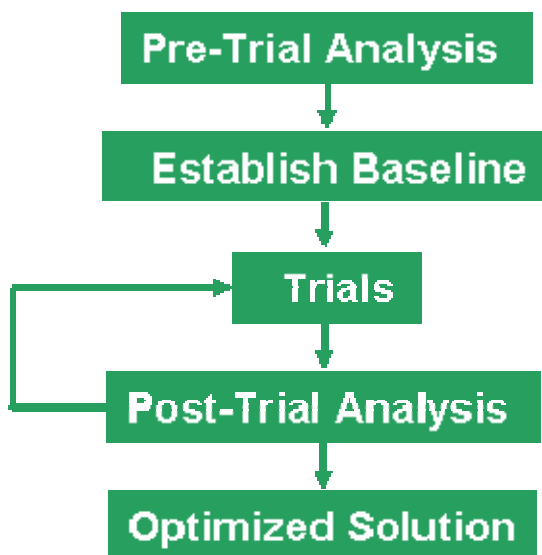 Pre-Trial Analysis
Establish Baseline
Trials
Post-Trial Analysis
Optimized Solution